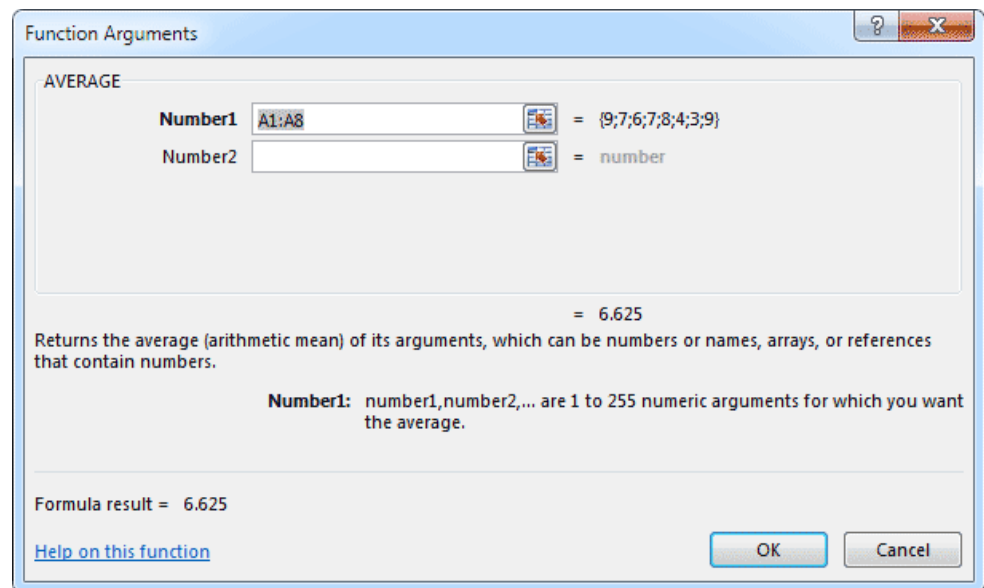 Function Arguments
AVERAGE
Number1 A1:A8 = {9;7;6;7;8;4;3;9}
Number2 = number
= 6.625
Returns the average (arithmetic mean) of its arguments, which can be numbers or names, arrays, or references
that contain numbers.
Number1: number1,number2,... are 1 to 255 numeric arguments for which you want
the average.
Formula result = 6.625
Help on this function OK Cancel